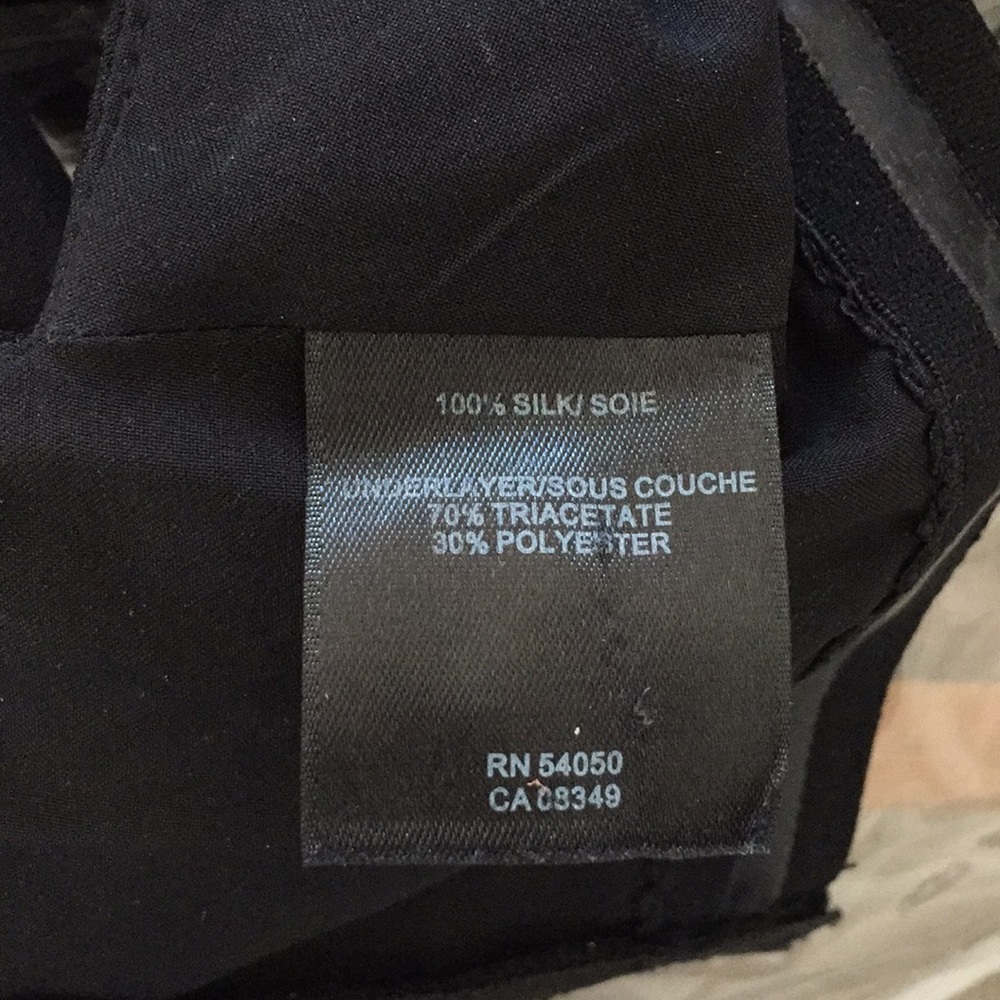 100% SILK/ SOIE
UNDERLAYER/SOUS COUCHE
70% TRIACETATE
30% POLYESTER
RN 54050
CA 08349